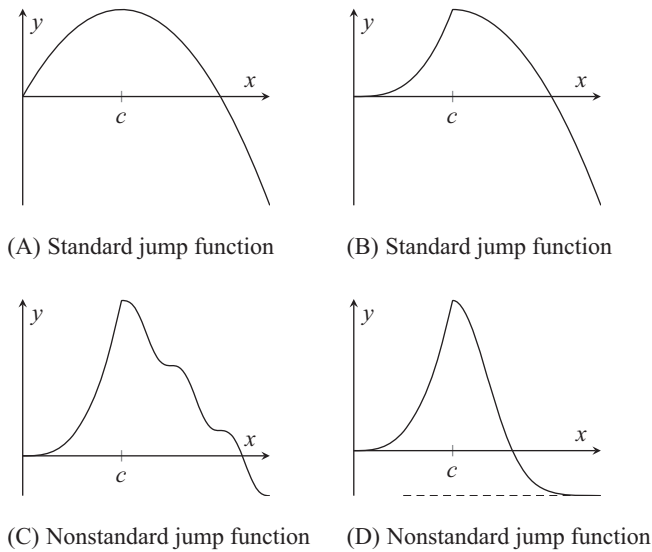 y
x
c
y
x
c
(A) Standard jump function
(B) Standard jump function
y
x
c
y
x
c
(C) Nonstandard jump function
(D) Nonstandard jump function